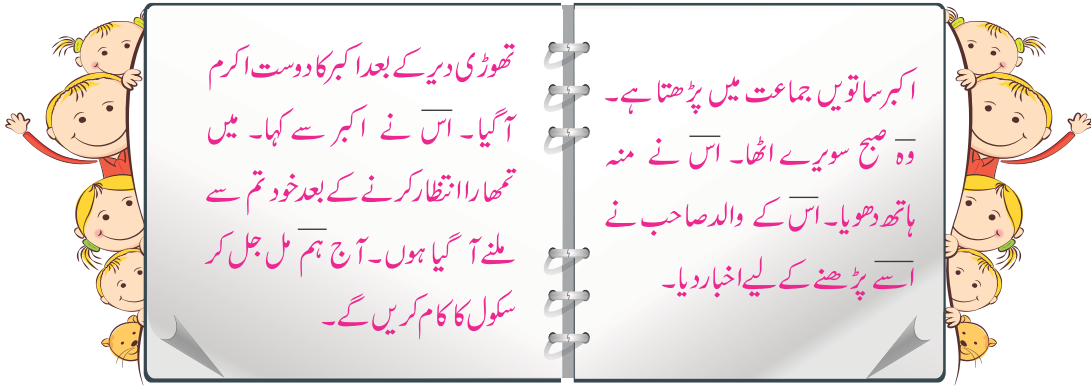 اکبر ساتویں جماعت میں پڑھتا ہے۔
وہ صبح سویرے اٹھا۔ اس نے منہ
ہاتھ دھویا۔ اس کے والد صاحب نے
اسے پڑھنے کے لیے اخبار دیا۔
تھوڑی دیر کے بعد اکبر کا دوست اکرم
آ گیا۔ اس نے اکبر سے کہا۔ میں
تمھارا انتظار کرنے کے بعد خود تم سے
ملنے آ گیا ہوں۔ آج ہم مل جل کر
سکول کا کام کریں گے۔